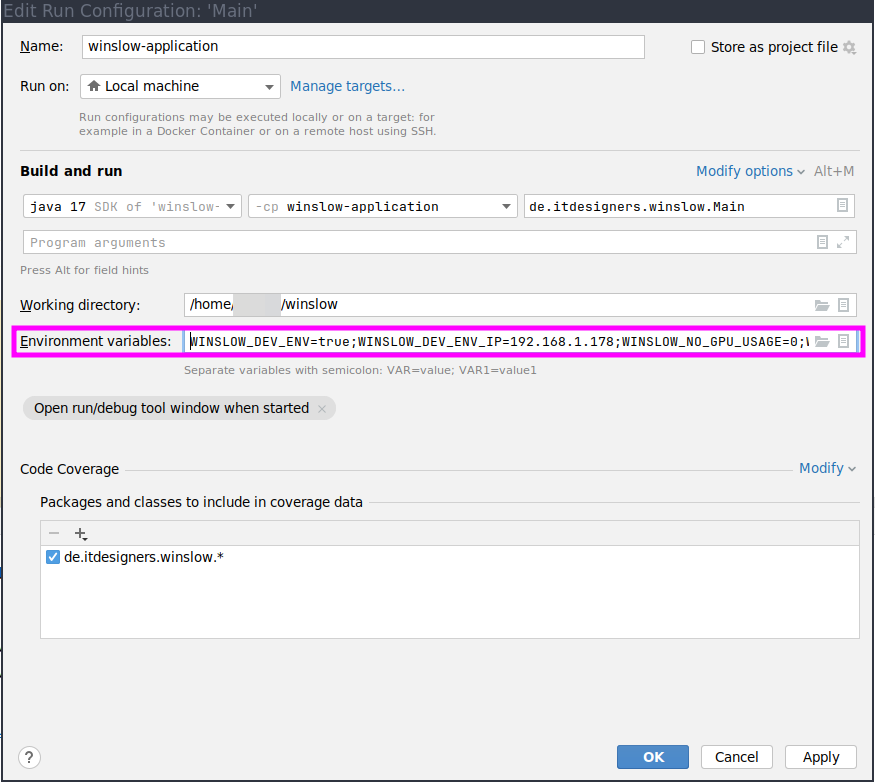 Edit Run Configuration: 'Main'
Name: winslow-application Store as project file
Run on: Local machine Manage targets...
Run configurations may be executed locally or on a target: for
example in a Docker Container or on a remote host using SSH.
Build and run Modify options Alt+M
java 17 SDK of 'winslow- -cp winslow-application de.itdesigners.winslow.Main
Program arguments
Press Alt for field hints
Working directory: /home/ /winslow
Environment variables: WINSLOW_DEV_ENV=true;WINSLOW_DEV_ENV_IP=192.168.1.178;WINSLOW_NO_GPU_USAGE=0;
Separate variables with semicolon: VAR=value; VAR1=value1
Open run/debug tool window when started ×
Code Coverage Modify
Packages and classes to include in coverage data
de.itdesigners.winslow.*
? OK Cancel Apply